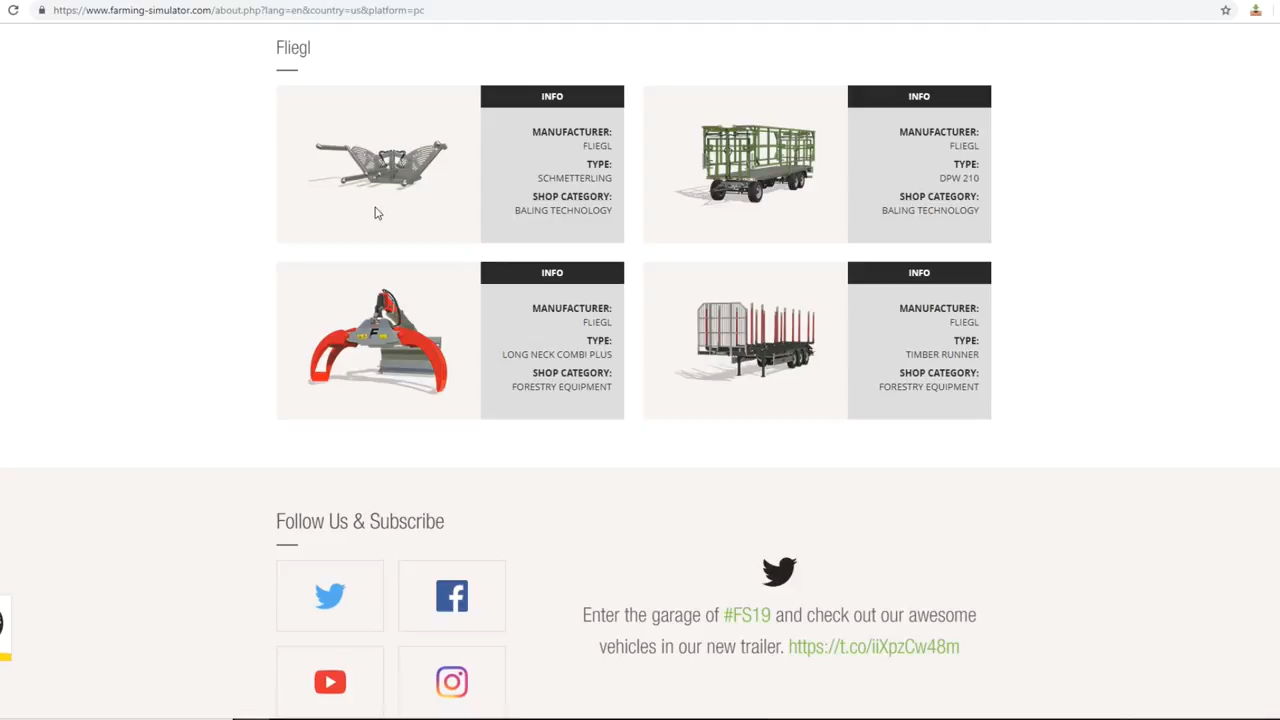 https://www.farming-simulator.com/about.php?lang=en&country=us&platform=pc
Fliegl
INFO
MANUFACTURER:
FLIEGL
TYPE:
SCHMETTERLING
SHOP CATEGORY:
BALING TECHNOLOGY
INFO
MANUFACTURER:
FLIEGL
TYPE:
DPW 210
SHOP CATEGORY:
BALING TECHNOLOGY
INFO
MANUFACTURER:
FLIEGL
TYPE:
LONG NECK COMBI PLUS
SHOP CATEGORY:
FORESTRY EQUIPMENT
INFO
MANUFACTURER:
FLIEGL
TYPE:
TIMBER RUNNER
SHOP CATEGORY:
FORESTRY EQUIPMENT
Follow Us & Subscribe
Enter the garage of #FS19 and check out our awesome
vehicles in our new trailer. https://t.co/iiXpzCw48m